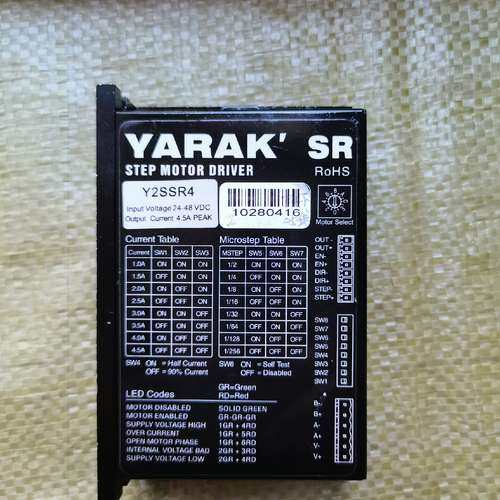 YARAK' SR
STEP MOTOR DRIVER RoHS
Y2SSR4
Input Voltage 24-48 VDC
Output Current 4.5A PEAK
10280416
Motor Select
Current Table
Current SW1 SW2 SW3
1.0A ON ON ON
1.5A OFF ON ON
2.0A ON OFF ON
2.5A OFF OFF ON
3.0A ON ON OFF
3.5A OFF ON OFF
4.0A ON OFF OFF
4.5A OFF OFF OFF
Microstep Table
MSTEP SW5 SW6 SW7
1/2 ON ON ON
1/4 OFF ON ON
1/8 ON OFF ON
1/16 OFF OFF ON
1/32 ON ON OFF
1/64 OFF ON OFF
1/128 ON OFF OFF
1/256 OFF OFF OFF
SW4 ON = Half Current
OFF = 90% Current
SW8 ON = Self Test
OFF = Disabled
GR=Green
LED Codes RD=Red
MOTOR DISABLED SOLID GREEN
MOTOR ENABLED GR-GR-GR
SUPPLY VOLTAGE HIGH 1GR + 4RD
OVER CURRENT 1GR + 5RD
OPEN MOTOR PHASE 1GR + 6RD
INTERNAL VOLTAGE BAD 2GR + 3RD
SUPPLY VOLTAGE LOW 2GR + 4RD
OUT -
OUT+
EN-
EN+
DIR-
DIR+
STEP-
STEP+
SW8
SW7
SW6
SW5
SW4
SW3
SW2
SW1
B-
B+
A-
A+
V-
V+